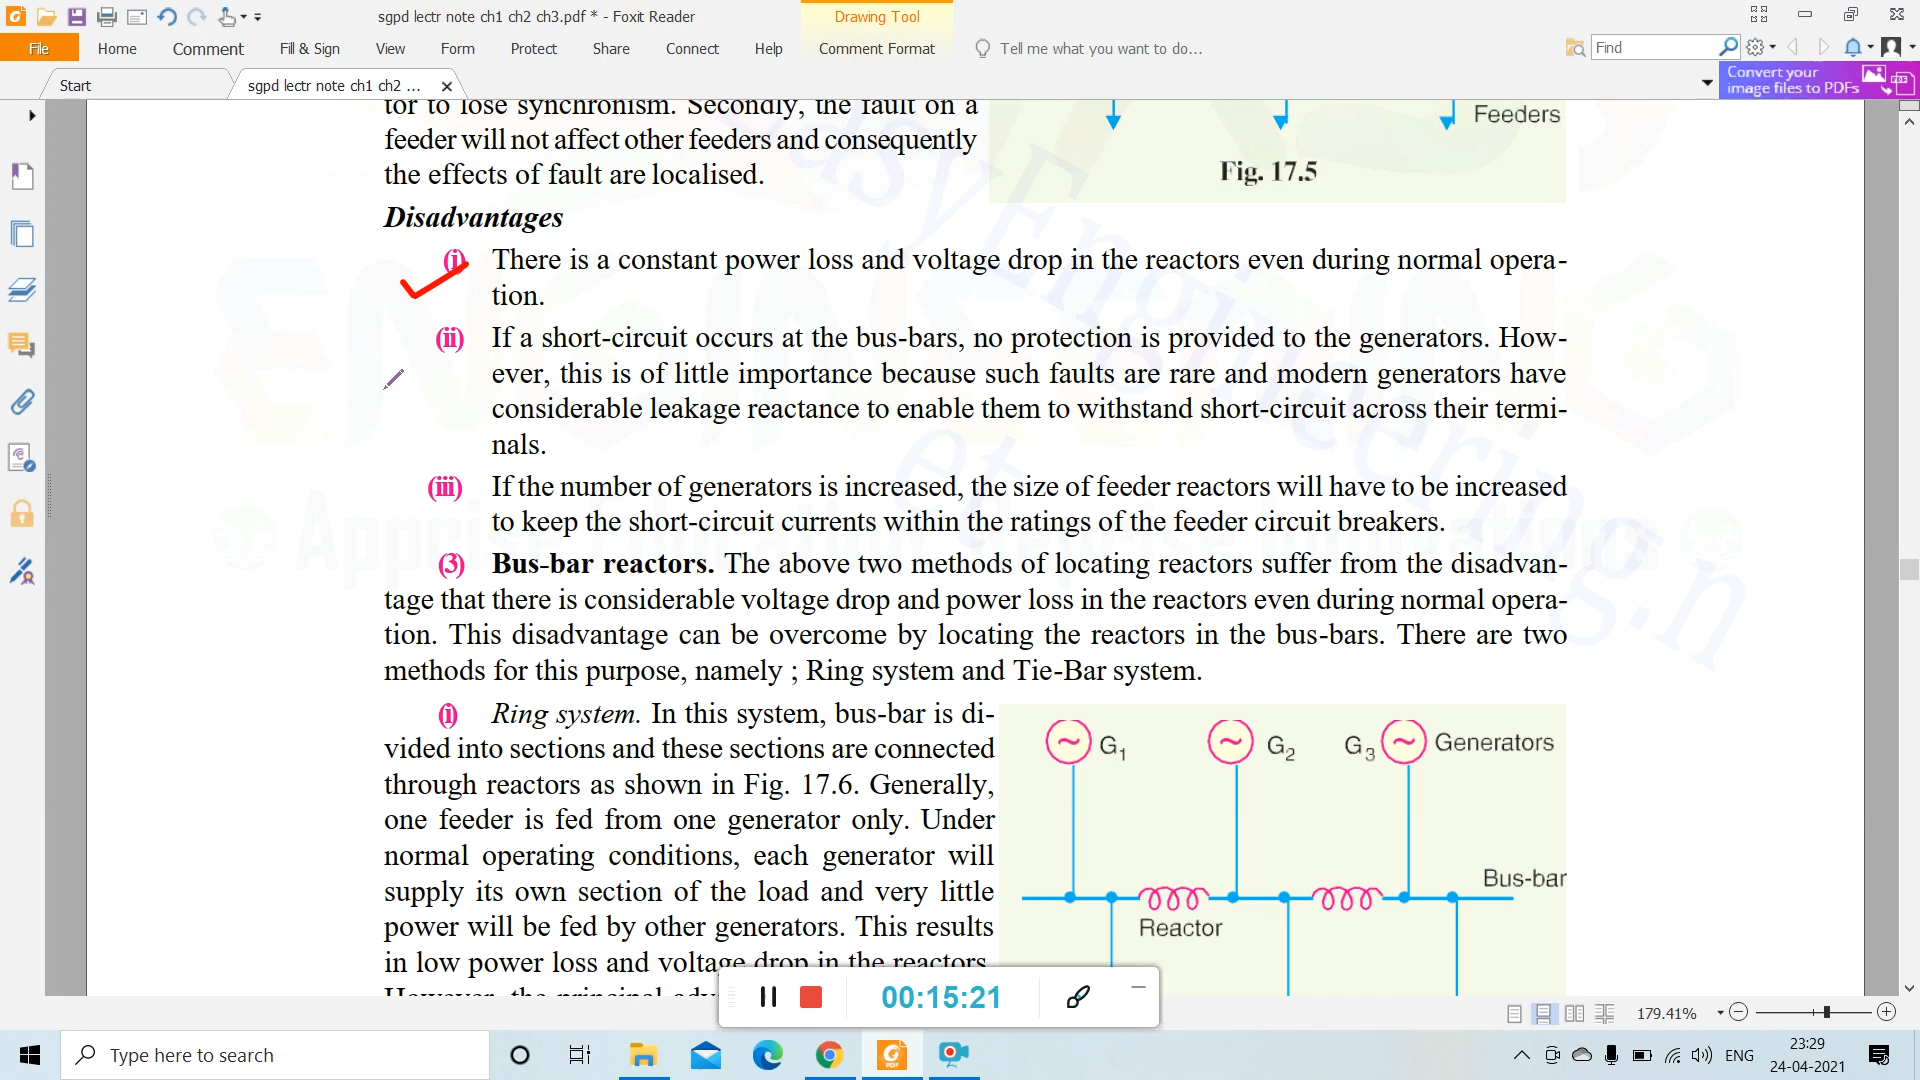 sgpd lectr note ch1 ch2 ch3.pdf * - Foxit Reader
Drawing Tool
File
Home
Comment
Fill & Sign
View
Form
Protect
Share
Connect
Help
Comment Format
Tell me what you want to do...
Find
Start
sgpd lectr note ch1 ch2 ...
Convert your
image files to PDFs
tor to lose synchronism. Secondly, the fault on a
feeder will not affect other feeders and consequently
the effects of fault are localised.
Feeders
Fig. 17.5
Disadvantages
(i) There is a constant power loss and voltage drop in the reactors even during normal opera-
tion.
(ii) If a short-circuit occurs at the bus-bars, no protection is provided to the generators. How-
ever, this is of little importance because such faults are rare and modern generators have
considerable leakage reactance to enable them to withstand short-circuit across their termi-
nals.
(iii) If the number of generators is increased, the size of feeder reactors will have to be increased
to keep the short-circuit currents within the ratings of the feeder circuit breakers.
(3) Bus-bar reactors. The above two methods of locating reactors suffer from the disadvan-
tage that there is considerable voltage drop and power loss in the reactors even during normal opera-
tion. This disadvantage can be overcome by locating the reactors in the bus-bars. There are two
methods for this purpose, namely ; Ring system and Tie-Bar system.
(i) Ring system. In this system, bus-bar is di-
vided into sections and these sections are connected
through reactors as shown in Fig. 17.6. Generally,
one feeder is fed from one generator only. Under
normal operating conditions, each generator will
supply its own section of the load and very little
power will be fed by other generators. This results
in low power loss and voltage drop in the reactors.
G1
G2
G3
Generators
Bus-bar
Reactor
00:15:21
179.41%
Type here to search
ENG
23:29
24-04-2021